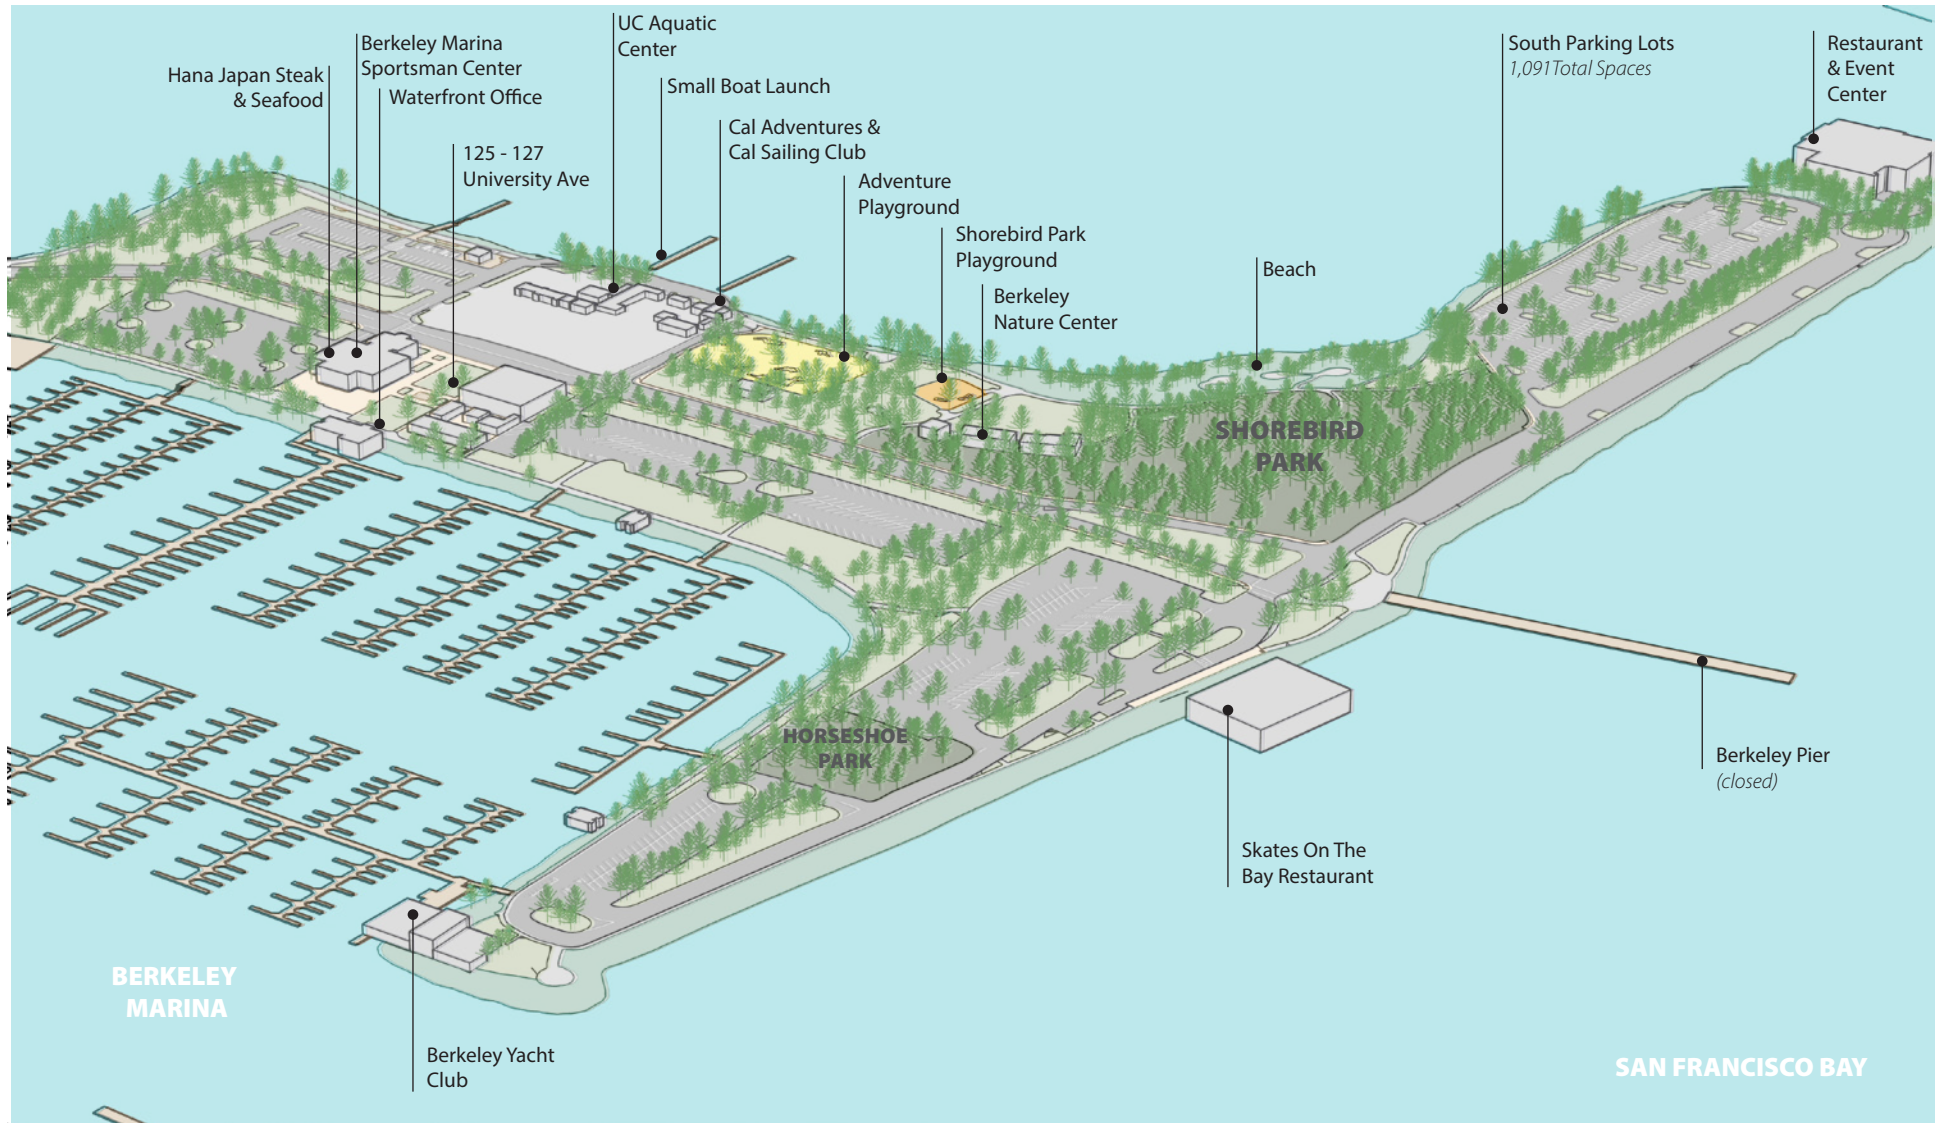 UC Aquatic
Center
Berkeley Marina
Sportsman Center
Hana Japan Steak
& Seafood
Waterfront Office
Small Boat Launch
125 - 127
University Ave
Cal Adventures &
Cal Sailing Club
Adventure
Playground
Shorebird Park
Playground
Berkeley
Nature Center
Beach
South Parking Lots
1,091Total Spaces
Restaurant
& Event
Center
SHOREBIRD
PARK
HORSESHOE
PARK
Berkeley Pier
(closed)
Skates On The
Bay Restaurant
BERKELEY
MARINA
Berkeley Yacht
Club
SAN FRANCISCO BAY